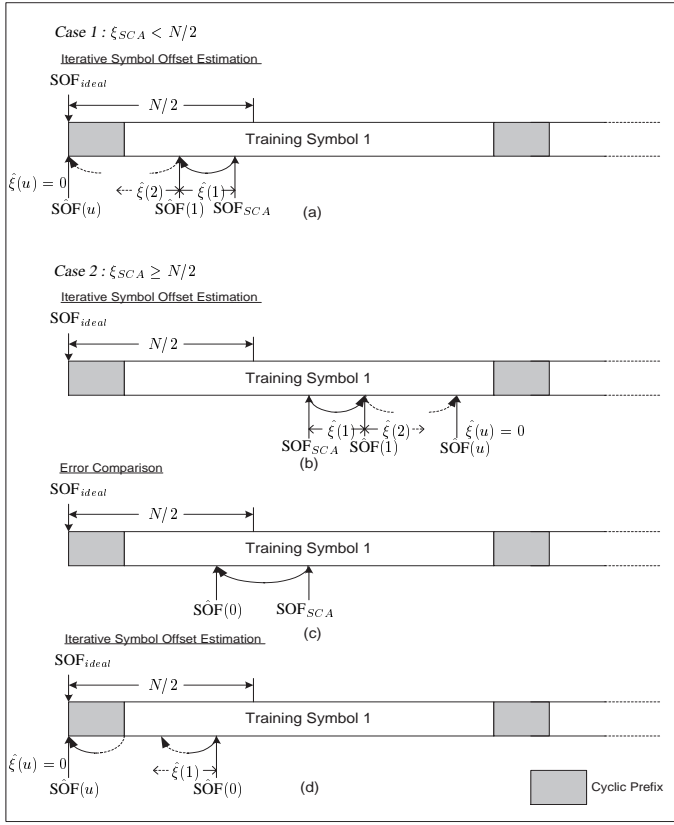 Case 1 : ξ_SCA < N/2
Iterative Symbol Offset Estimation
SOF_ideal
N/2
Training Symbol 1
ξ̂(u) = 0
ξ̂(2)
ξ̂(1)
SÔF(u)
SÔF(1)
SOF_SCA
(a)
Case 2 : ξ_SCA ≥ N/2
Iterative Symbol Offset Estimation
SOF_ideal
N/2
Training Symbol 1
ξ̂(1)
ξ̂(2)
ξ̂(u) = 0
SOF_SCA
SÔF(1)
SÔF(u)
(b)
Error Comparison
SOF_ideal
N/2
Training Symbol 1
SÔF(0)
SOF_SCA
(c)
Iterative Symbol Offset Estimation
SOF_ideal
N/2
Training Symbol 1
ξ̂(u) = 0
ξ̂(1)
SÔF(u)
SÔF(0)
(d)
Cyclic Prefix